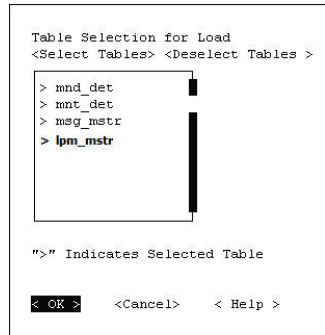 Table Selection for Load
<Select Tables> <Deselect Tables >
> mnd_det
> mnt_det
> msg_mstr
> lpm_mstr
">" Indicates Selected Table
< OK > <Cancel> < Help >